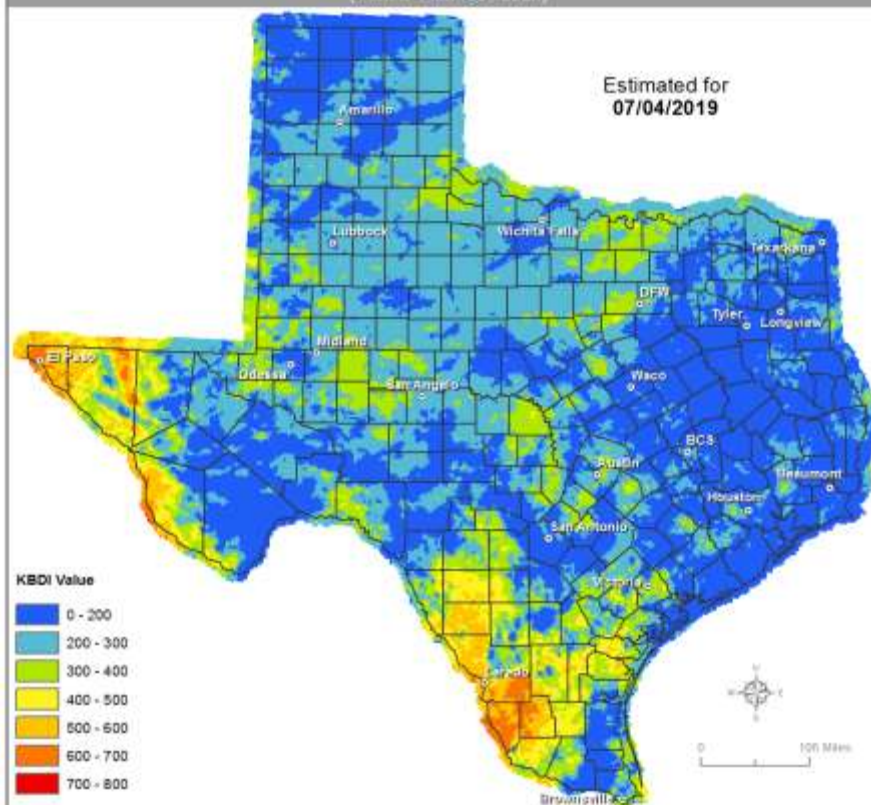 Estimated for
07/04/2019
Amarillo
Lubbock
Wichita Falls
Texarkana
DFW
Tyler
Longview
El Paso
Midland
Odessa
San Angelo
Waco
BCS
Austin
Beaumont
Houston
San Antonio
Victoria
Laredo
Brownsville
KBDI Value
0 - 200
200 - 300
300 - 400
400 - 500
500 - 600
600 - 700
700 - 800
0